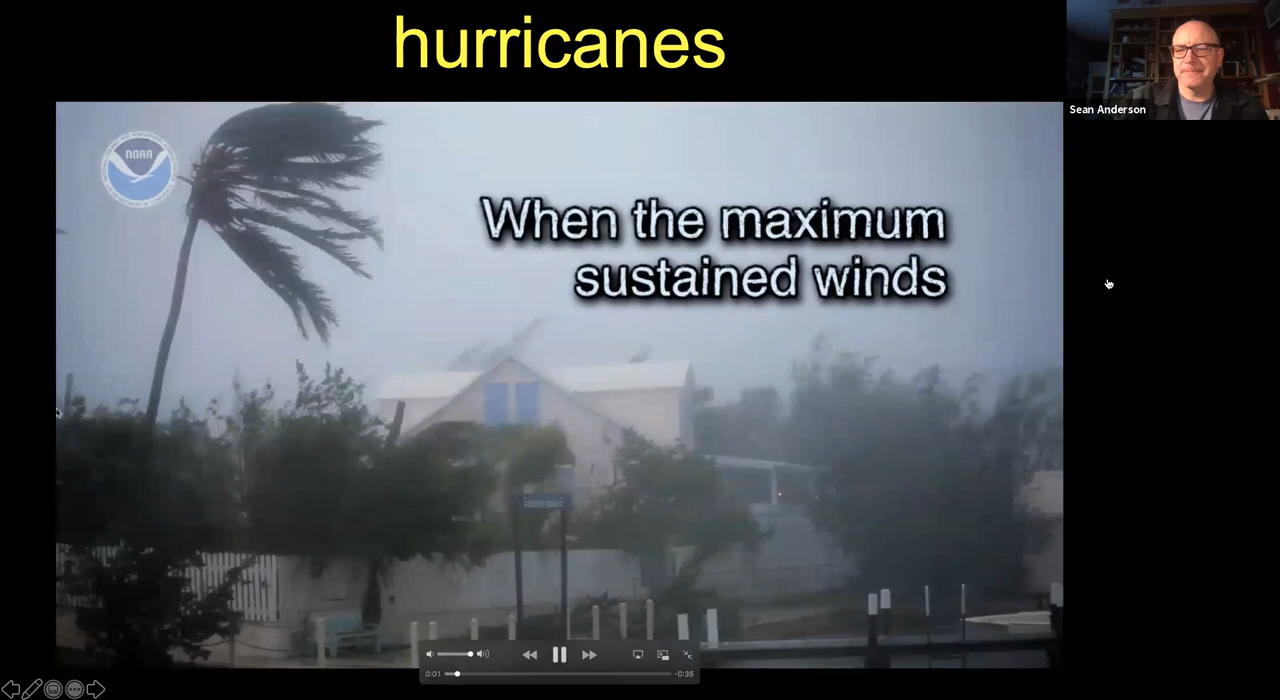 hurricanes
Sean Anderson
NOAA
When the maximum
sustained winds
0:01
-0:35